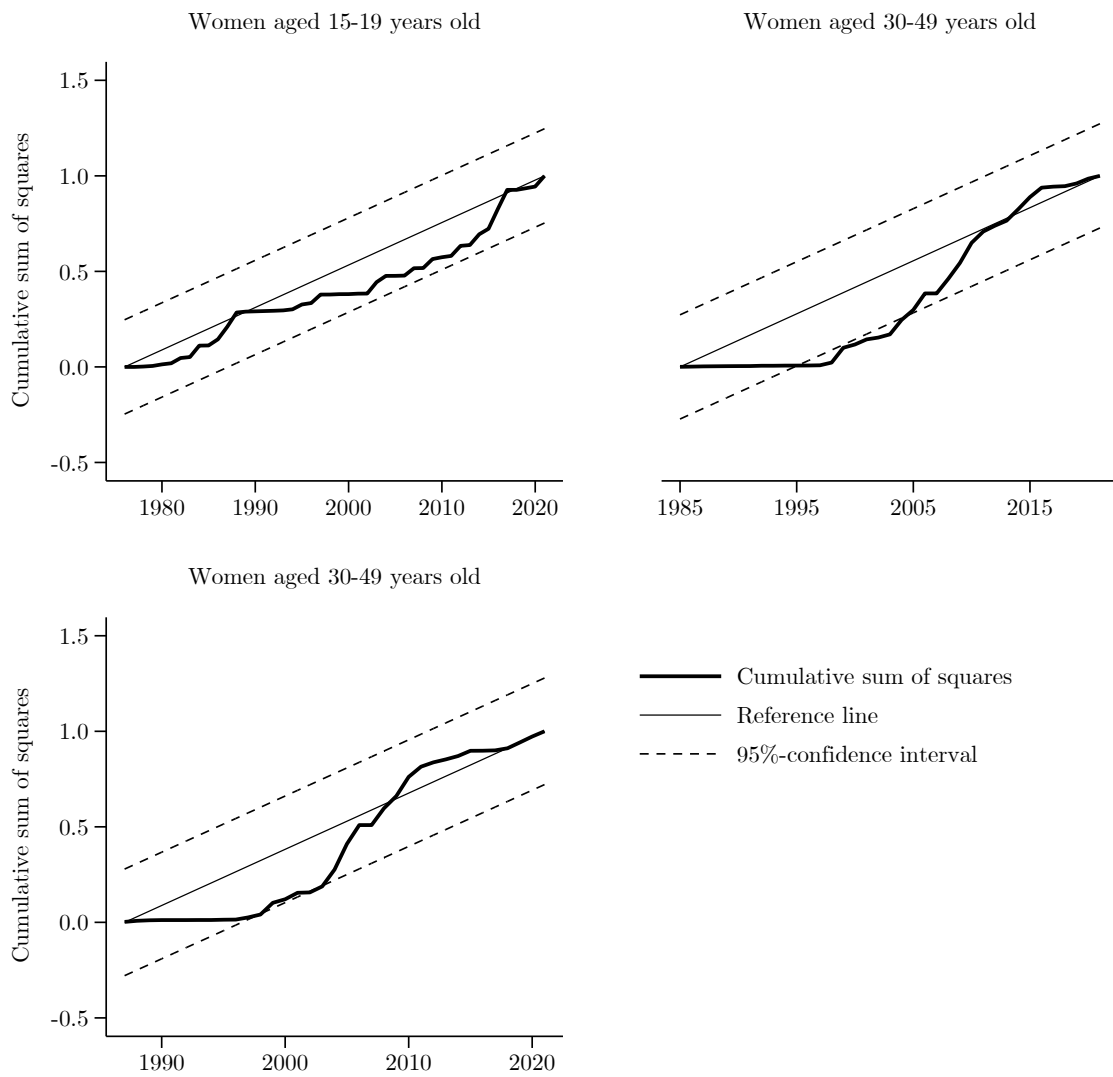 Women aged 15-19 years old
Women aged 30-49 years old
Cumulative sum of squares
1.5
1.0
0.5
0.0
-0.5
1980 1990 2000 2010 2020
1985 1995 2005 2015
Women aged 30-49 years old
Cumulative sum of squares
1.5
1.0
0.5
0.0
-0.5
1990 2000 2010 2020
Cumulative sum of squares
Reference line
95%-confidence interval